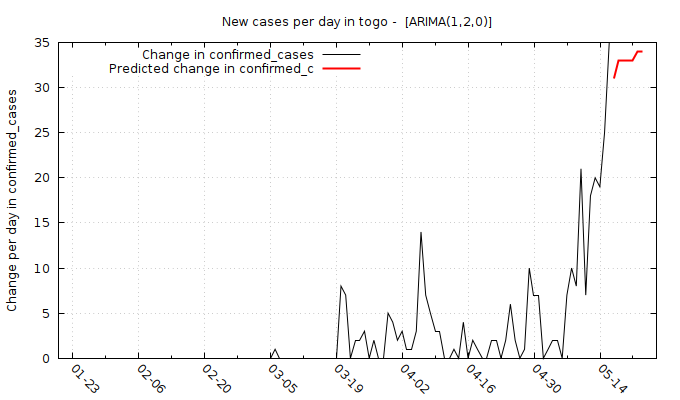 New cases per day in togo -  [ARIMA(1,2,0)]
Change in confirmed_cases
Predicted change in confirmed_c
Change per day in confirmed_cases
35
30
25
20
15
10
5
0
01-23 02-06 02-20 03-05 03-19 04-02 04-16 04-30 05-14